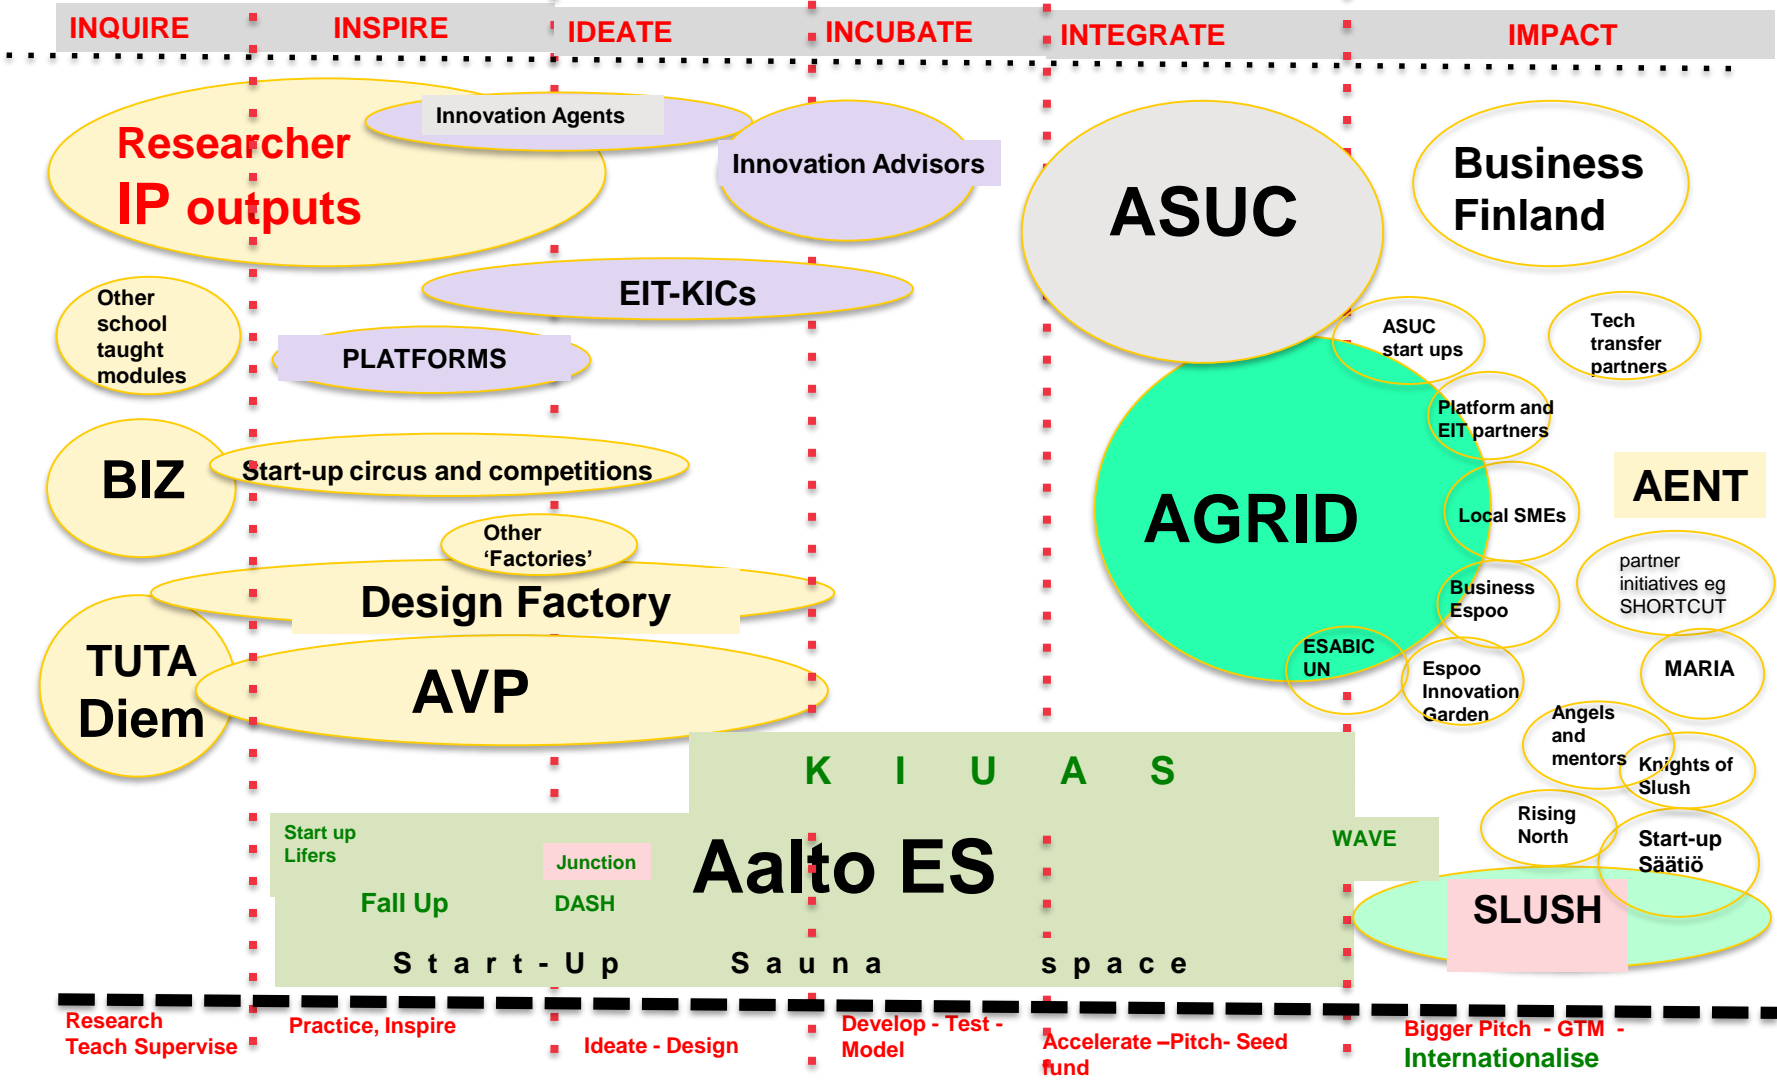 INQUIRE
INSPIRE
IDEATE
INCUBATE
INTEGRATE
IMPACT
Researcher
IP outputs
Innovation Agents
Innovation Advisors
ASUC
Business
Finland
EIT-KICs
Other
school
taught
modules
PLATFORMS
ASUC
start ups
Tech
transfer
partners
Platform and
EIT partners
BIZ
Start-up circus and competitions
AGRID
Local SMEs
AENT
Other
‘Factories’
Design Factory
Business
Espoo
partner
initiatives eg
SHORTCUT
TUTA
Diem
AVP
ESABIC
UN
Espoo
Innovation
Garden
MARIA
Angels
and
mentors
Knights of
Slush
K I U A S
Start up
Lifers
Junction
Aalto ES
WAVE
Rising
North
Start-up
Säätiö
Fall Up
DASH
SLUSH
Start-Up Sauna space
Research
Teach Supervise
Practice, Inspire
Ideate - Design
Develop - Test -
Model
Accelerate –Pitch- Seed
fund
Bigger Pitch - GTM -
Internationalise